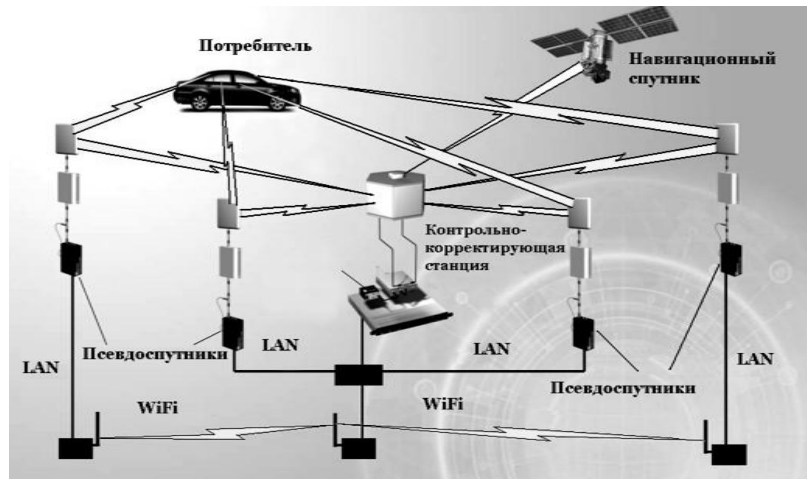 Потребитель
Навигационный
спутник
Контрольно-
корректирующая
станция
Псевдоспутники
LAN
LAN
LAN
LAN
Псевдоспутники
WiFi
WiFi